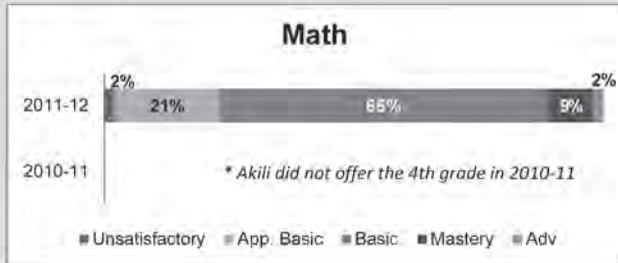 Math
2% 2%
2011-12 21% 9%
2010-11 * Akili did not offer the 4th grade in 2010-11
Unsatisfactory App. Basic Basic Mastery Adv